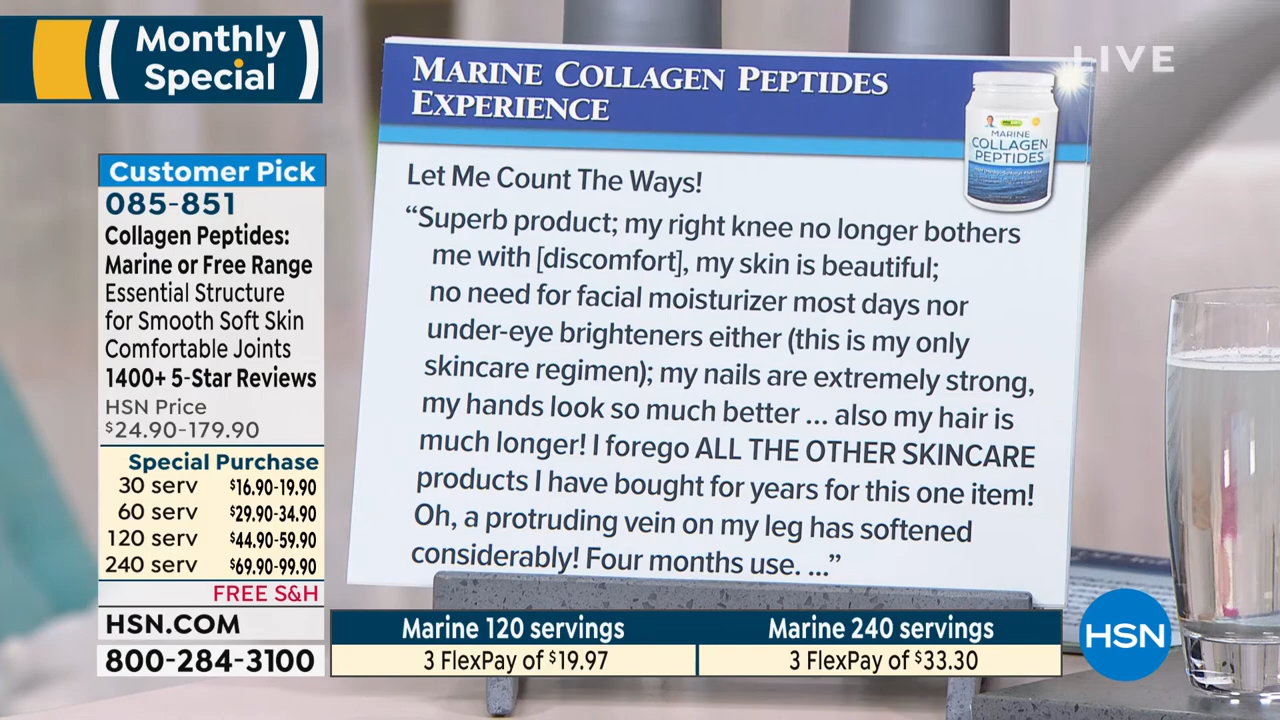 ( Monthly
Special )
LIVE
Customer Pick
085-851
Collagen Peptides:
Marine or Free Range
Essential Structure
for Smooth Soft Skin
Comfortable Joints
1400+ 5-Star Reviews
HSN Price
$24.90-179.90
Special Purchase
30 serv $16.90-19.90
60 serv $29.90-34.90
120 serv $44.90-59.90
240 serv $69.90-99.90
FREE S&H
HSN.COM
800-284-3100
MARINE COLLAGEN PEPTIDES
EXPERIENCE
MARINE
COLLAGEN
PEPTIDES
Let Me Count The Ways!
“Superb product; my right knee no longer bothers
me with [discomfort], my skin is beautiful;
no need for facial moisturizer most days nor
under-eye brighteners either (this is my only
skincare regimen); my nails are extremely strong,
my hands look so much better ... also my hair is
much longer! I forego ALL THE OTHER SKINCARE
products I have bought for years for this one item!
Oh, a protruding vein on my leg has softened
considerably! Four months use. ...”
Marine 120 servings
3 FlexPay of $19.97
Marine 240 servings
3 FlexPay of $33.30
HSN